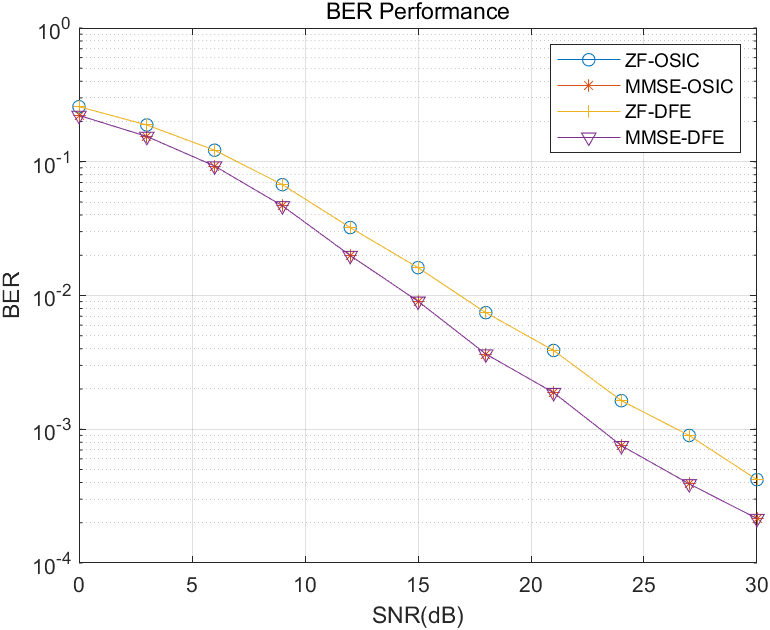 BER Performance
ZF-OSIC
MMSE-OSIC
ZF-DFE
MMSE-DFE
10^0
10^-1
10^-2
10^-3
10^-4
BER
0 5 10 15 20 25 30
SNR(dB)